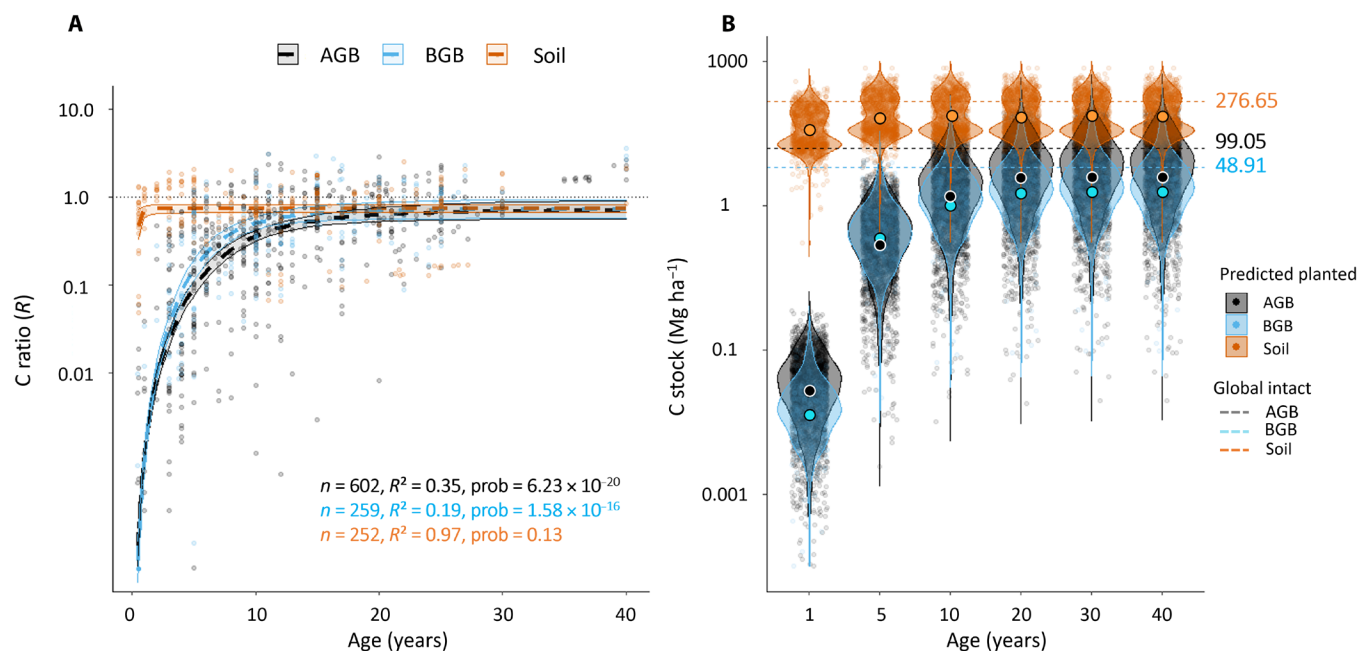 A
AGB
BGB
Soil
10.0
1.0
0.1
0.01
C ratio (R)
n = 602, R² = 0.35, prob = 6.23 × 10⁻²⁰
n = 259, R² = 0.19, prob = 1.58 × 10⁻¹⁶
n = 252, R² = 0.97, prob = 0.13
0
10
20
30
40
Age (years)
B
1000
1
0.1
0.001
C stock (Mg ha⁻¹)
276.65
99.05
48.91
1
5
10
20
30
40
Age (years)
Predicted planted
AGB
BGB
Soil
Global intact
AGB
BGB
Soil